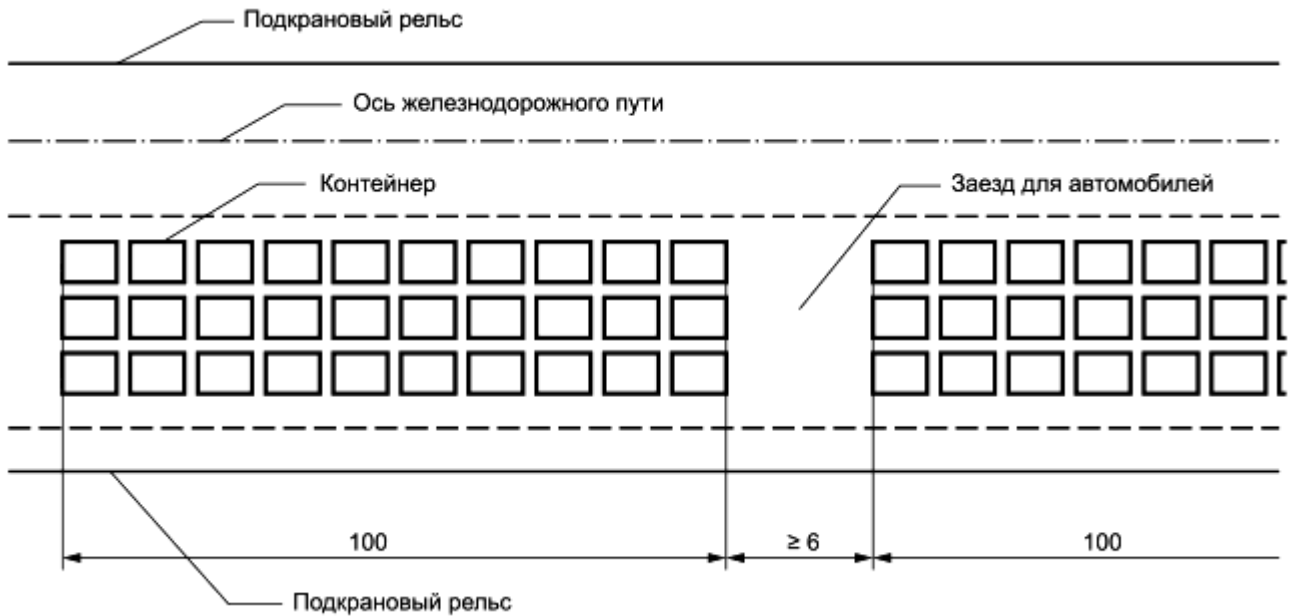 Подкрановый рельс
Ось железнодорожного пути
Контейнер
Заезд для автомобилей
100
≥ 6
100
Подкрановый рельс